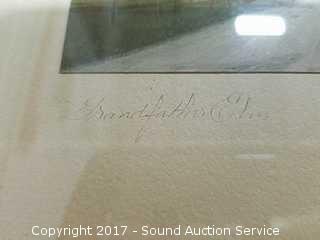 Grandfather Elm
Copyright 2017 - Sound Auction Service